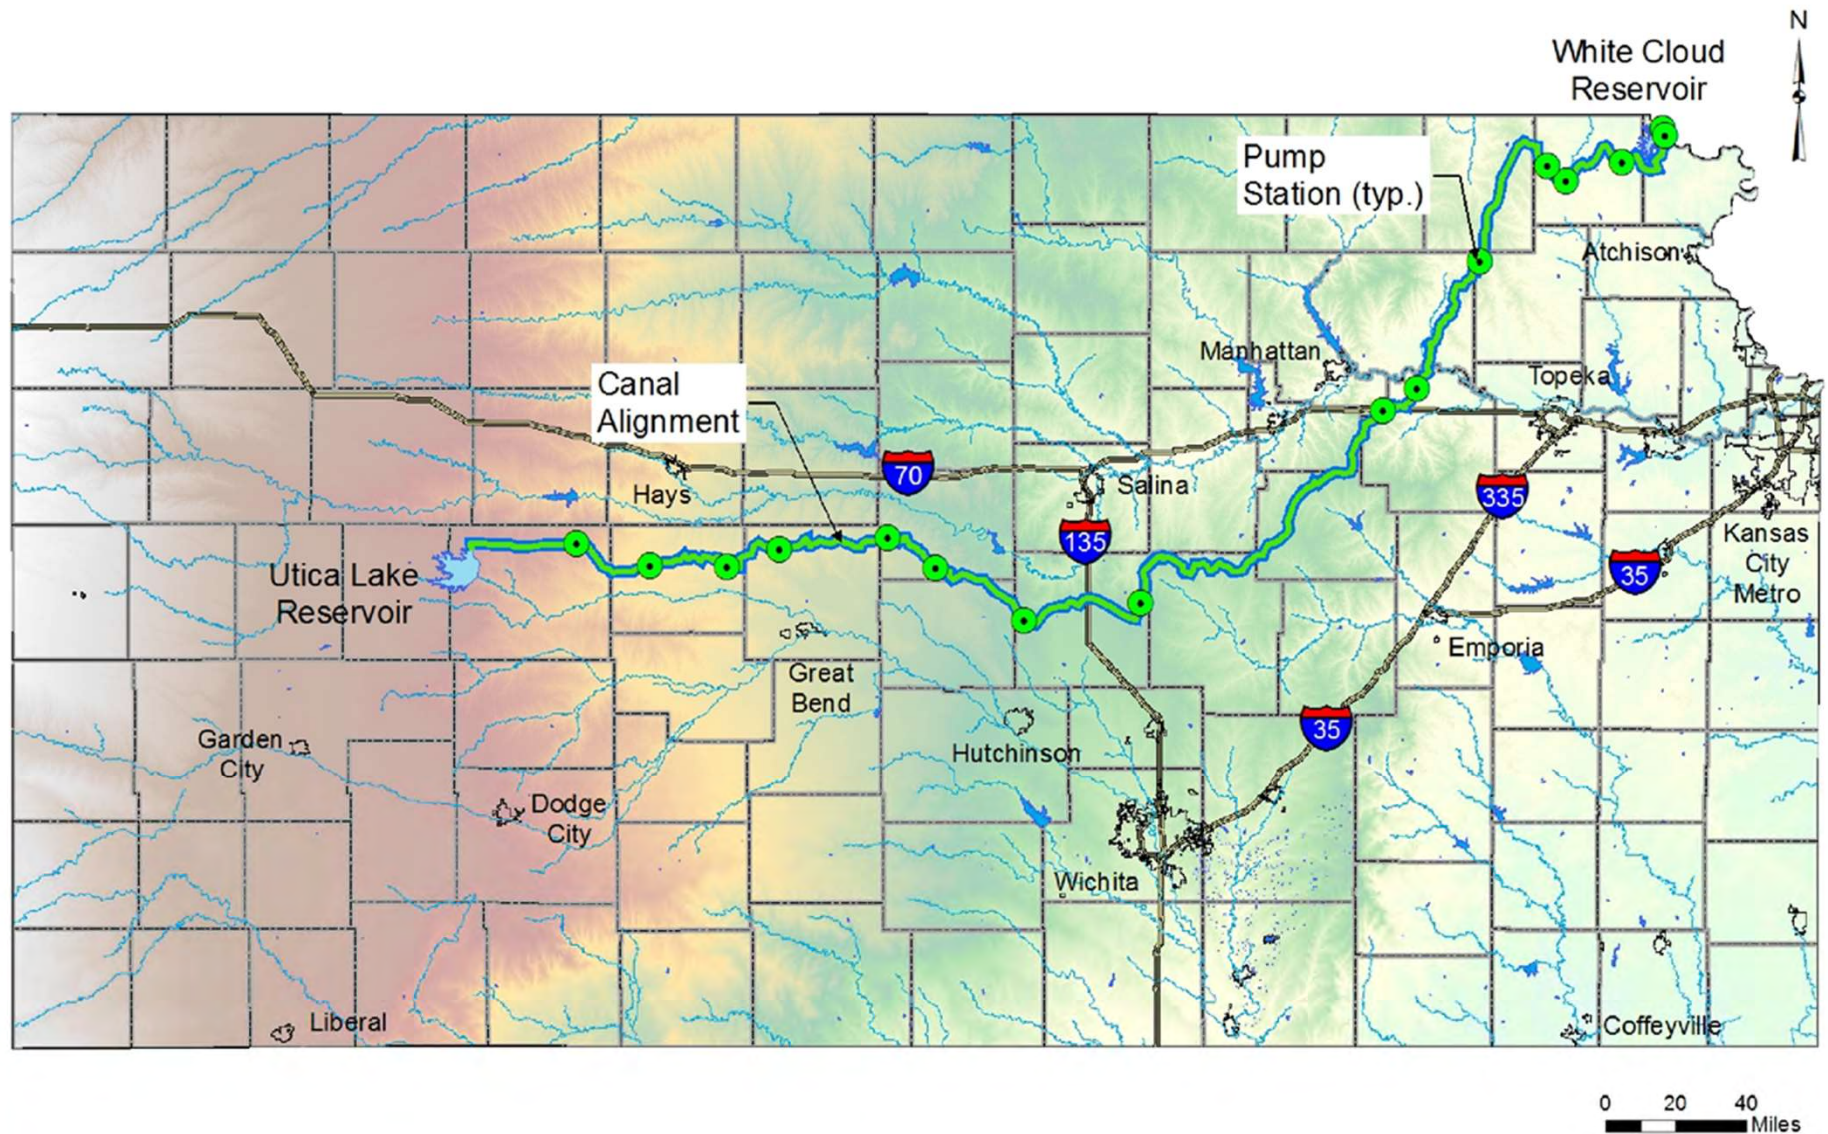 N
White Cloud
Reservoir
Pump
Station (typ.)
Atchison
Manhattan
Topeka
Canal
Alignment
70
Hays
Salina
335
135
Kansas
City
Metro
35
Utica Lake
Reservoir
Emporia
Great
Bend
35
Garden
City
Hutchinson
Dodge
City
Wichita
Liberal
Coffeyville
0 20 40
Miles